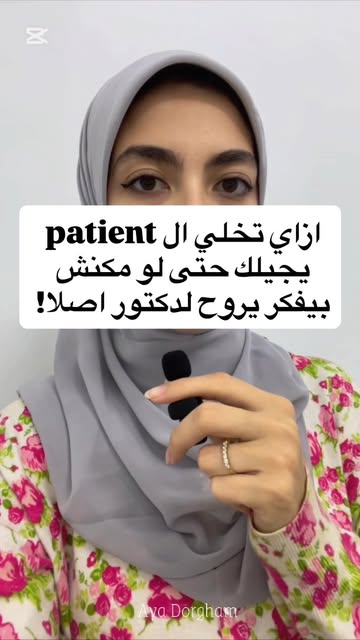 ازاي تخلي ال patient
يجيلك حتى لو مكنش
بيفكر يروح لدكتور اصلا!
Aya Dorgham